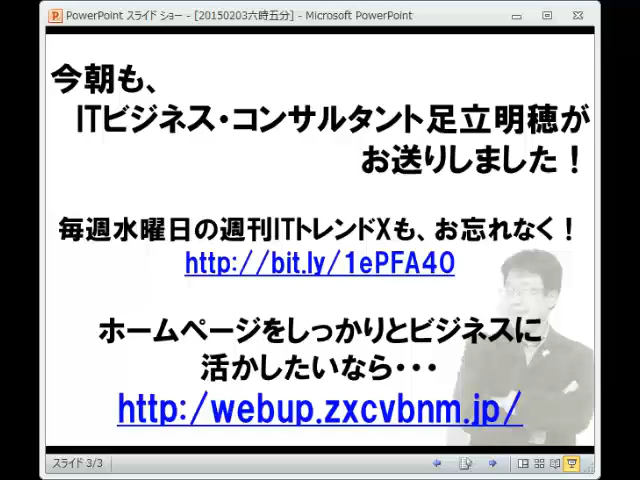 PowerPoint スライド ショー - [20150203六時五分] - Microsoft PowerPoint
今朝も、
ITビジネス・コンサルタント足立明穂が
お送りしました！
毎週水曜日の週刊ITトレンドXも、お忘れなく！
http://bit.ly/1ePFA40
ホームページをしっかりとビジネスに
活かしたいなら・・・
http:/webup.zxcvbnm.jp/
スライド 3/3